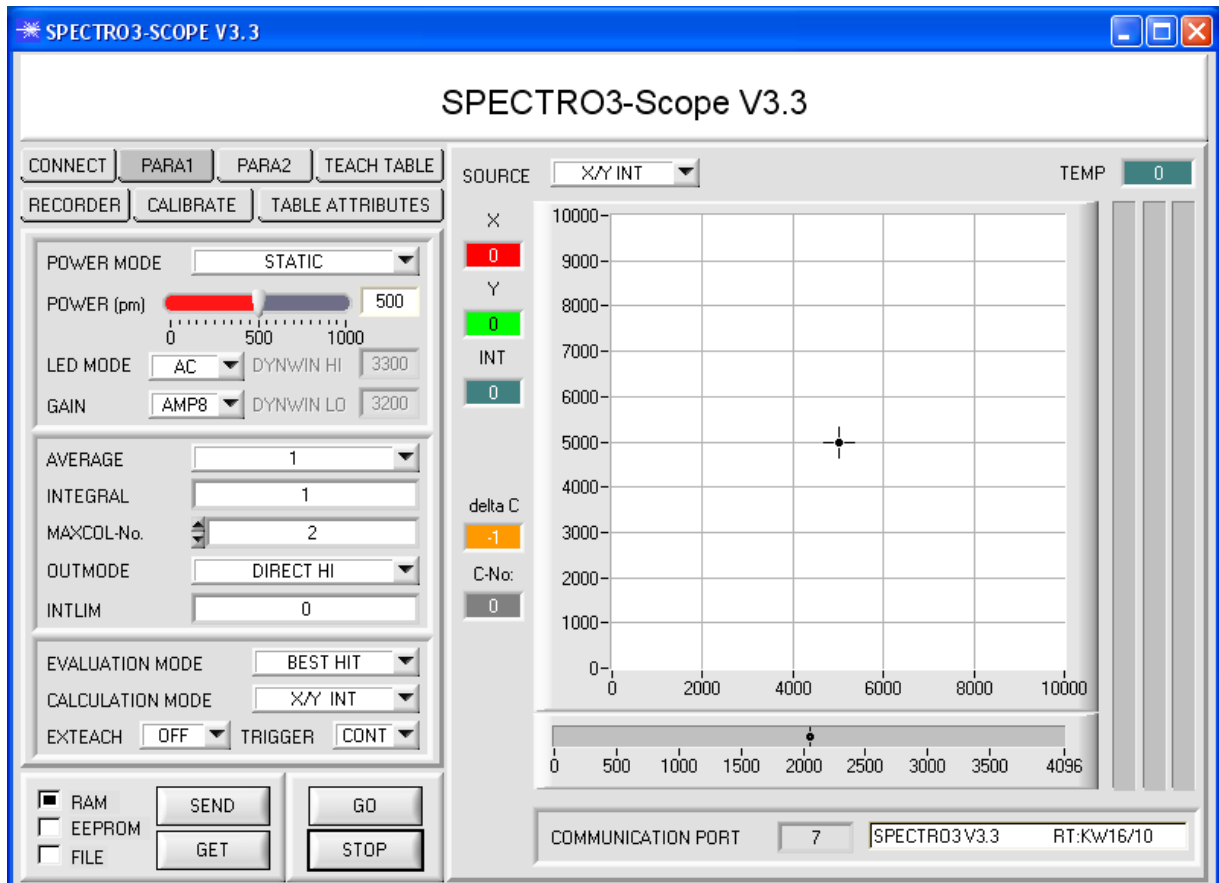 SPECTRO3-SCOPE V3.3
SPECTRO3-Scope V3.3
CONNECT PARA1 PARA2 TEACH TABLE
RECORDER CALIBRATE TABLE ATTRIBUTES
POWER MODE STATIC
POWER (pm) 500
0 500 1000
LED MODE AC DYNWIN HI 3300
GAIN AMP8 DYNWIN LO 3200
AVERAGE 1
INTEGRAL 1
MAXCOL-No. 2
OUTMODE DIRECT HI
INTLIM 0
EVALUATION MODE BEST HIT
CALCULATION MODE X/Y INT
EXTEACH OFF TRIGGER CONT
RAM
EEPROM
FILE
SEND
GET
GO
STOP
SOURCE X/Y INT
TEMP 0
X
0
Y
0
INT
0
delta C
-1
C-No:
0
10000
9000
8000
7000
6000
5000
4000
3000
2000
1000
0
0 2000 4000 6000 8000 10000
0 500 1000 1500 2000 2500 3000 3500 4096
COMMUNICATION PORT 7 SPECTRO3 V3.3 RT:KW16/10